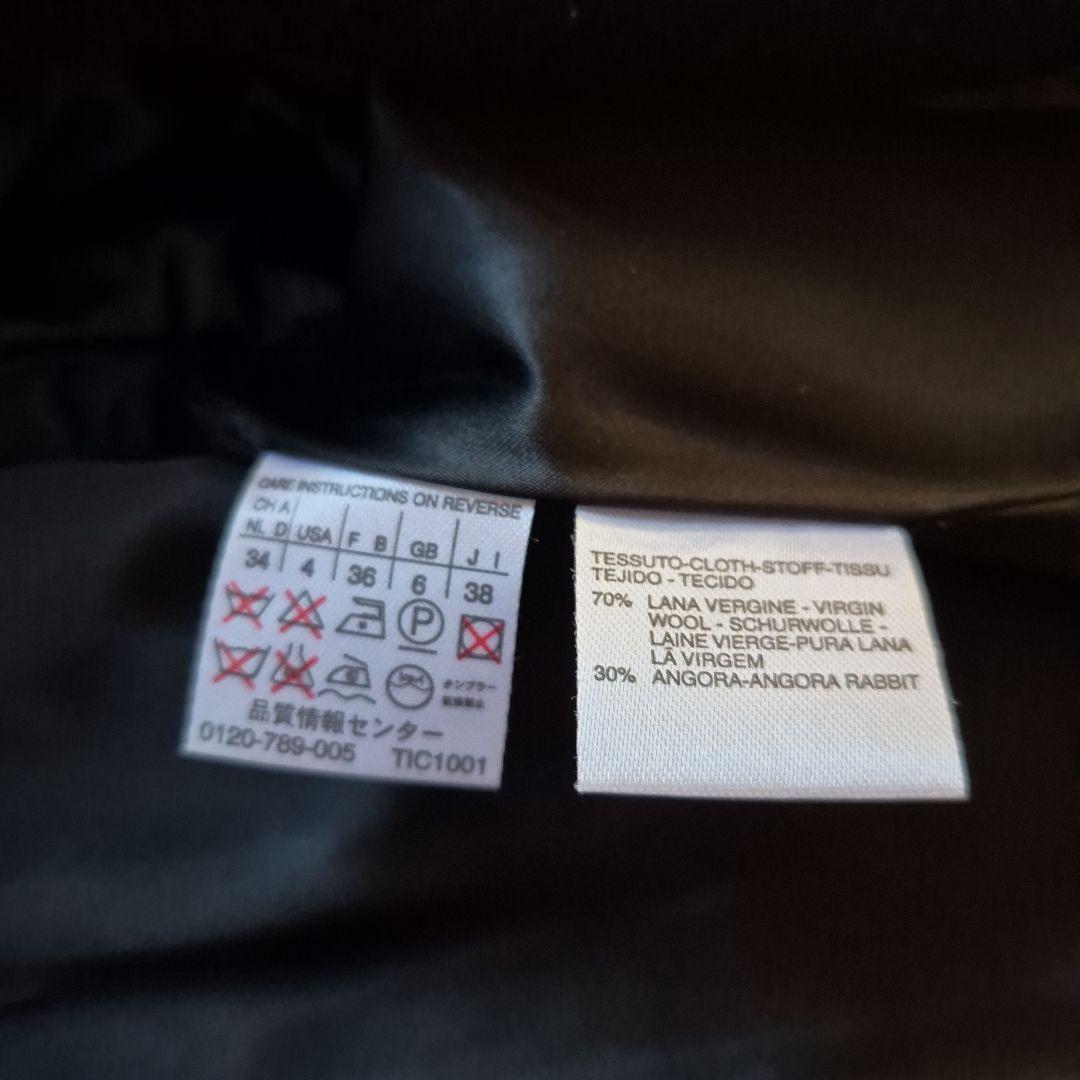 CARE INSTRUCTIONS ON REVERSE
CH A
NL D USA F B GB J I
34 4 36 6 38
P
品質情報センター
0120-789-005 TIC1001
TESSUTO-CLOTH-STOFF-TISSU
TEJIDO - TECIDO
70% LANA VERGINE - VIRGIN
WOOL - SCHURWOLLE -
LAINE VIERGE-PURA LANA
LÃ VIRGEM
30% ANGORA-ANGORA RABBIT